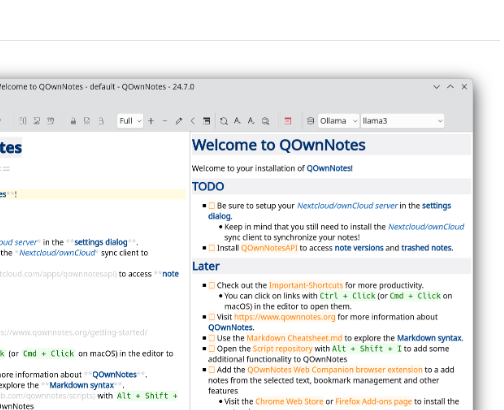 elcome to QOwnNotes - default - QOwnNotes - 24.7.0
Full
Ollama llama3
tes
es**!
Welcome to QOwnNotes
Welcome to your installation of QOwnNotes!
TODO
Be sure to setup your Nextcloud/ownCloud server in the settings
dialog.
Keep in mind that you still need to install the Nextcloud/ownCloud
sync client to synchronize your notes!
Install QOwnNotesAPI to access note versions and trashed notes.
Later
Check out the Important-Shortcuts for more productivity.
You can click on links with Ctrl + Click (or Cmd + Click on
macOS) in the editor to open them.
Visit https://www.qownnotes.org for more information about
QOwnNotes.
Use the Markdown Cheatsheet.md to explore the Markdown syntax.
Open the Script repository with Alt + Shift + I to add some
additional functionality to QOwnNotes
Add the QOwnNotes Web Companion browser extension to a add
notes from the selected text, bookmark management and other
features
Visit the Chrome Web Store or Firefox Add-ons page to install the
oud server* in the **settings dialog**.
the *Nextcloud/ownCloud* sync client to
tcloud.com/apps/qownnotesapi) to access **note
s://www.qownnotes.org/getting-started/
k (or Cmd + Click on macOS) in the editor to
ore information about **QOwnNotes**.
explore the **Markdown syntax**.
b.com/qownnotes/scripts) with Alt + Shift +
wnNotes